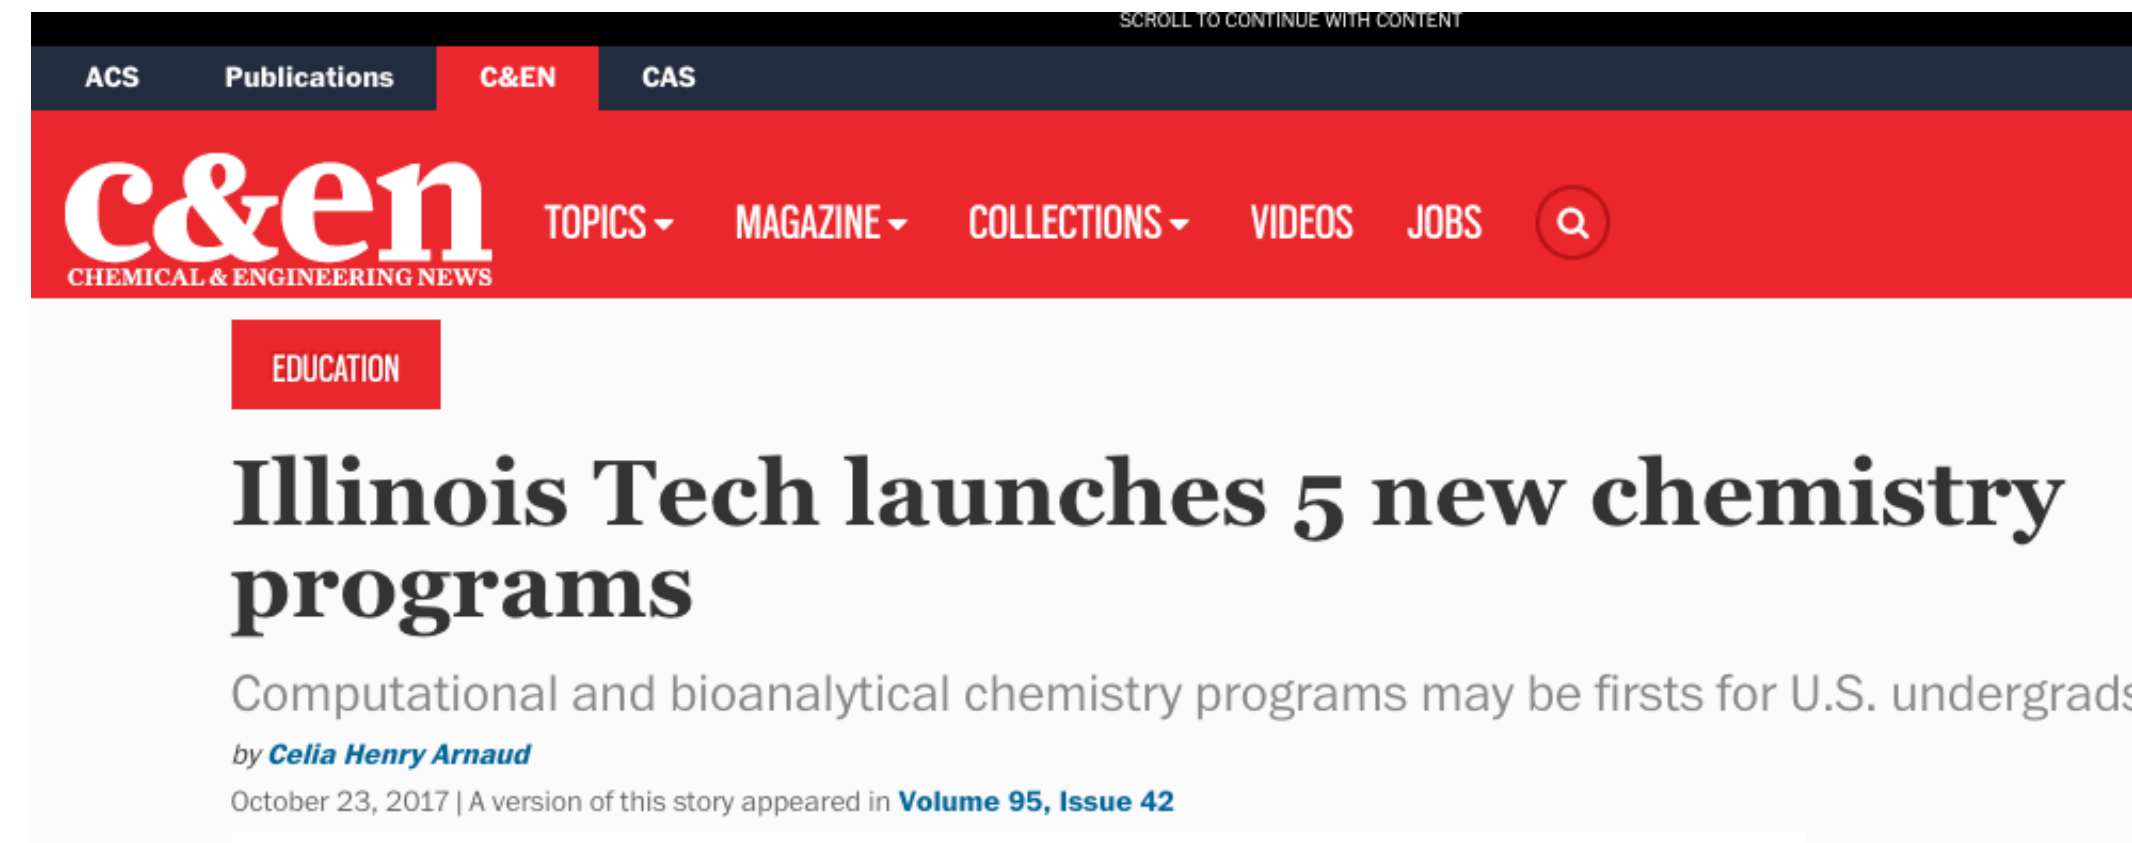 SCROLL TO CONTINUE WITH CONTENT
ACS Publications C&EN CAS
c&en
CHEMICAL & ENGINEERING NEWS
TOPICS MAGAZINE COLLECTIONS VIDEOS JOBS
EDUCATION
Illinois Tech launches 5 new chemistry
programs
Computational and bioanalytical chemistry programs may be firsts for U.S. undergrads
by Celia Henry Arnaud
October 23, 2017 | A version of this story appeared in Volume 95, Issue 42